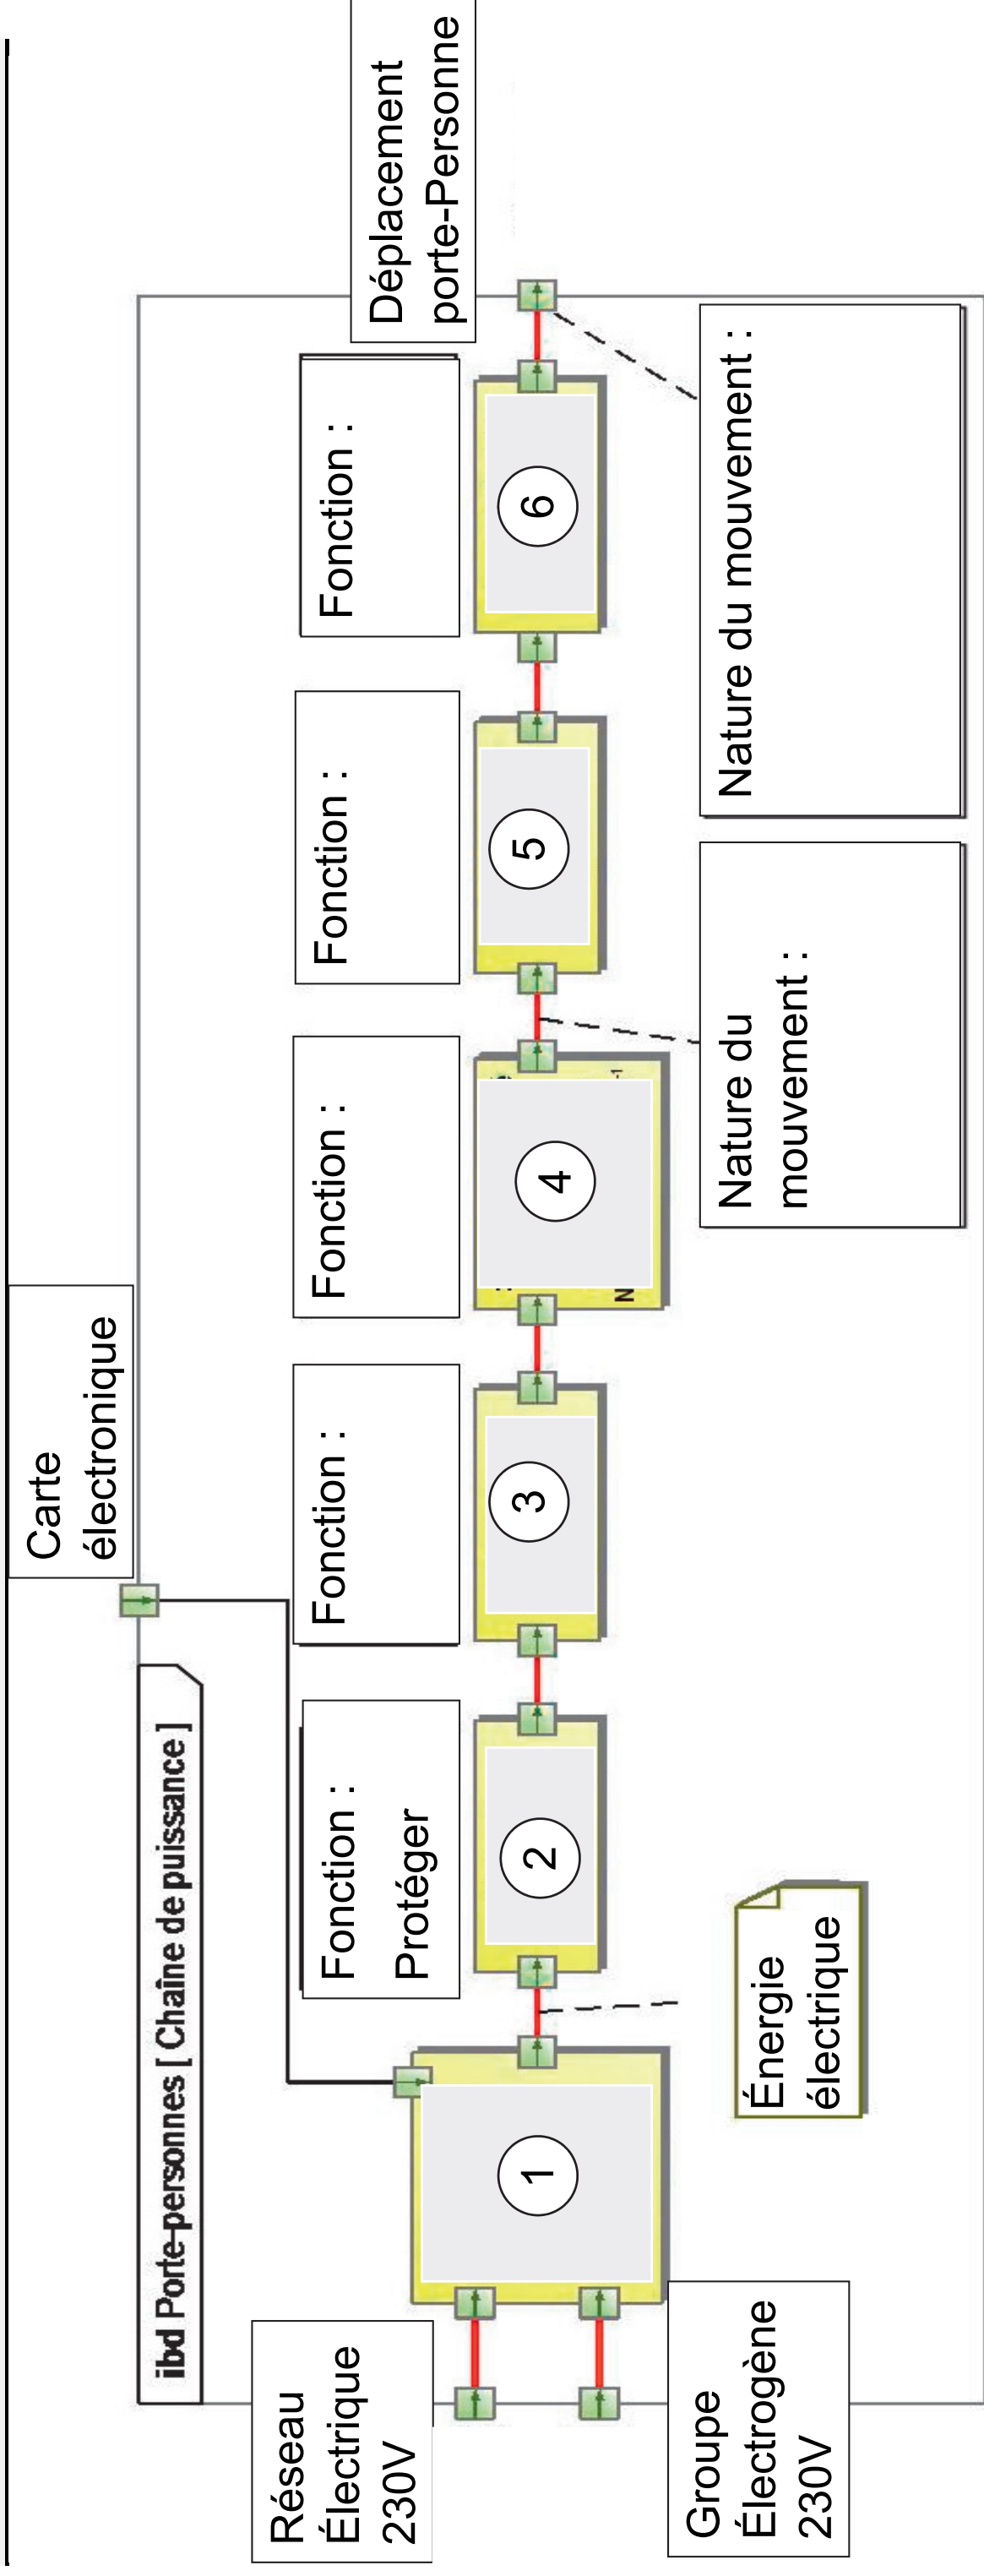 Carte
électronique
ibd Porte-personnes [ Chaîne de puissance ]
Réseau
Électrique
230V
Groupe
Électrogène
230V
1
Énergie
électrique
Fonction :
Protéger
2
Fonction :
3
Fonction :
4
N
-1
Nature du
mouvement :
Fonction :
5
Fonction :
6
Nature du mouvement :
Déplacement
porte-Personne